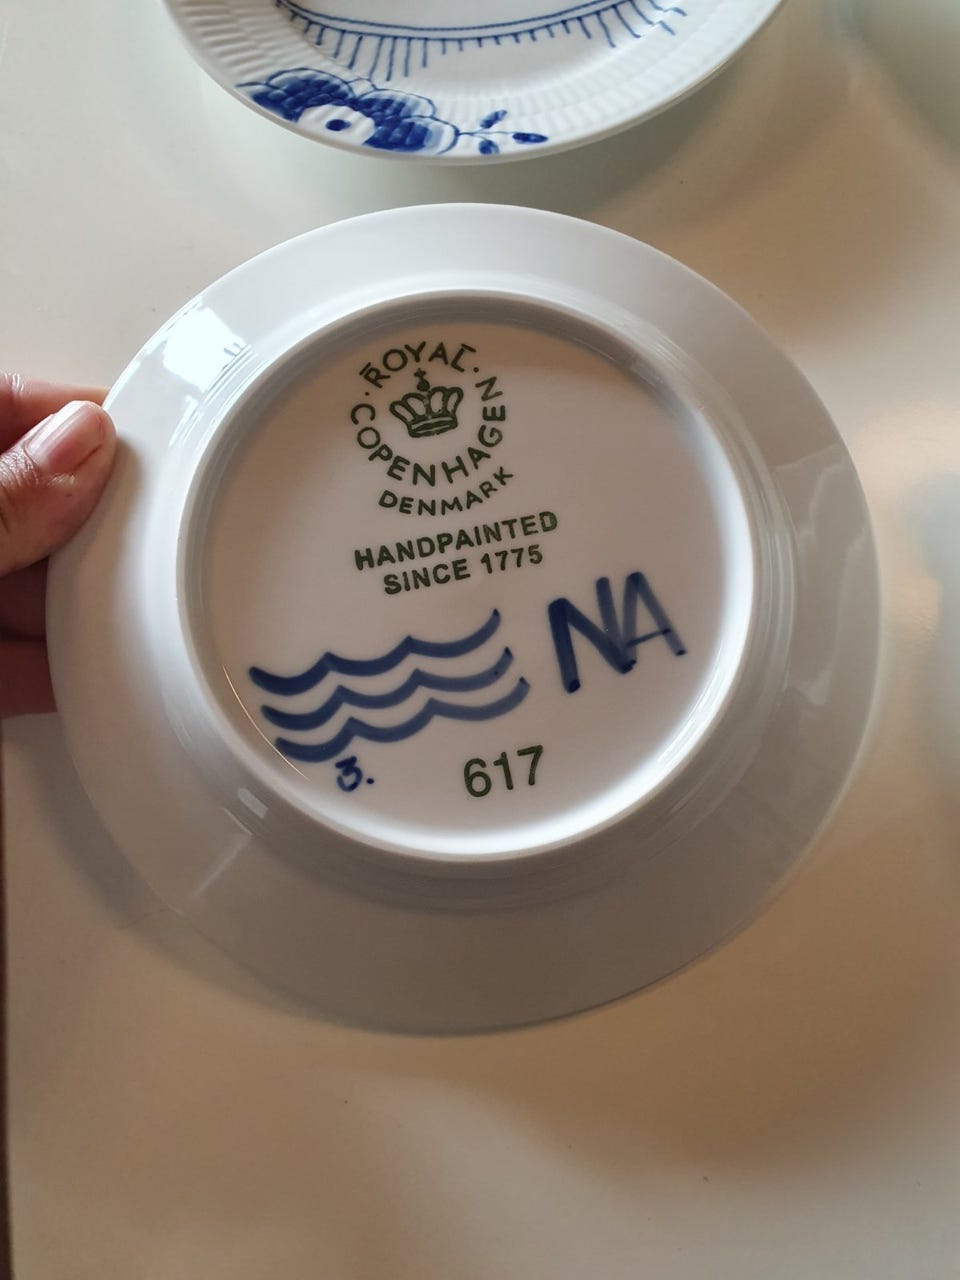 ROYAL
COPENHAGEN
DENMARK
HANDPAINTED
SINCE 1775
NA
3.
617